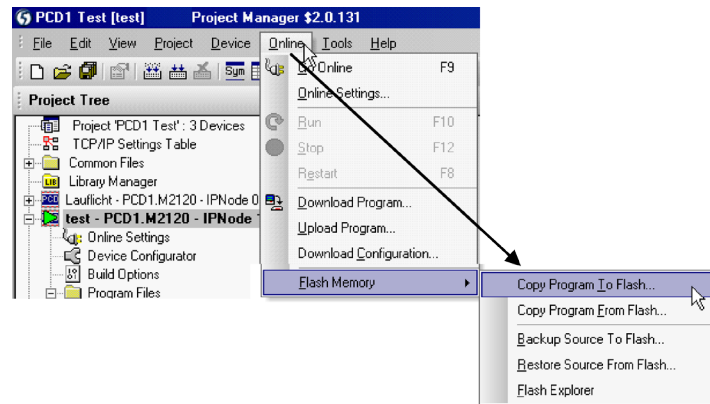 PCD1 Test [test] Project Manager $2.0.131
File Edit View Project Device Online Tools Help
Sym
Project Tree
Project 'PCD1 Test' : 3 Devices
TCP/IP Settings Table
Common Files
LIB Library Manager
PCD Lauflicht - PCD1.M2120 - IPNode 0
test - PCD1.M2120 - IPNode
Online Settings
Device Configurator
Build Options
Program Files
Go Online F9
Online Settings...
Run F10
Stop F12
Restart F8
Download Program...
Upload Program...
Download Configuration...
Flash Memory
Copy Program To Flash...
Copy Program From Flash...
Backup Source To Flash...
Restore Source From Flash...
Flash Explorer